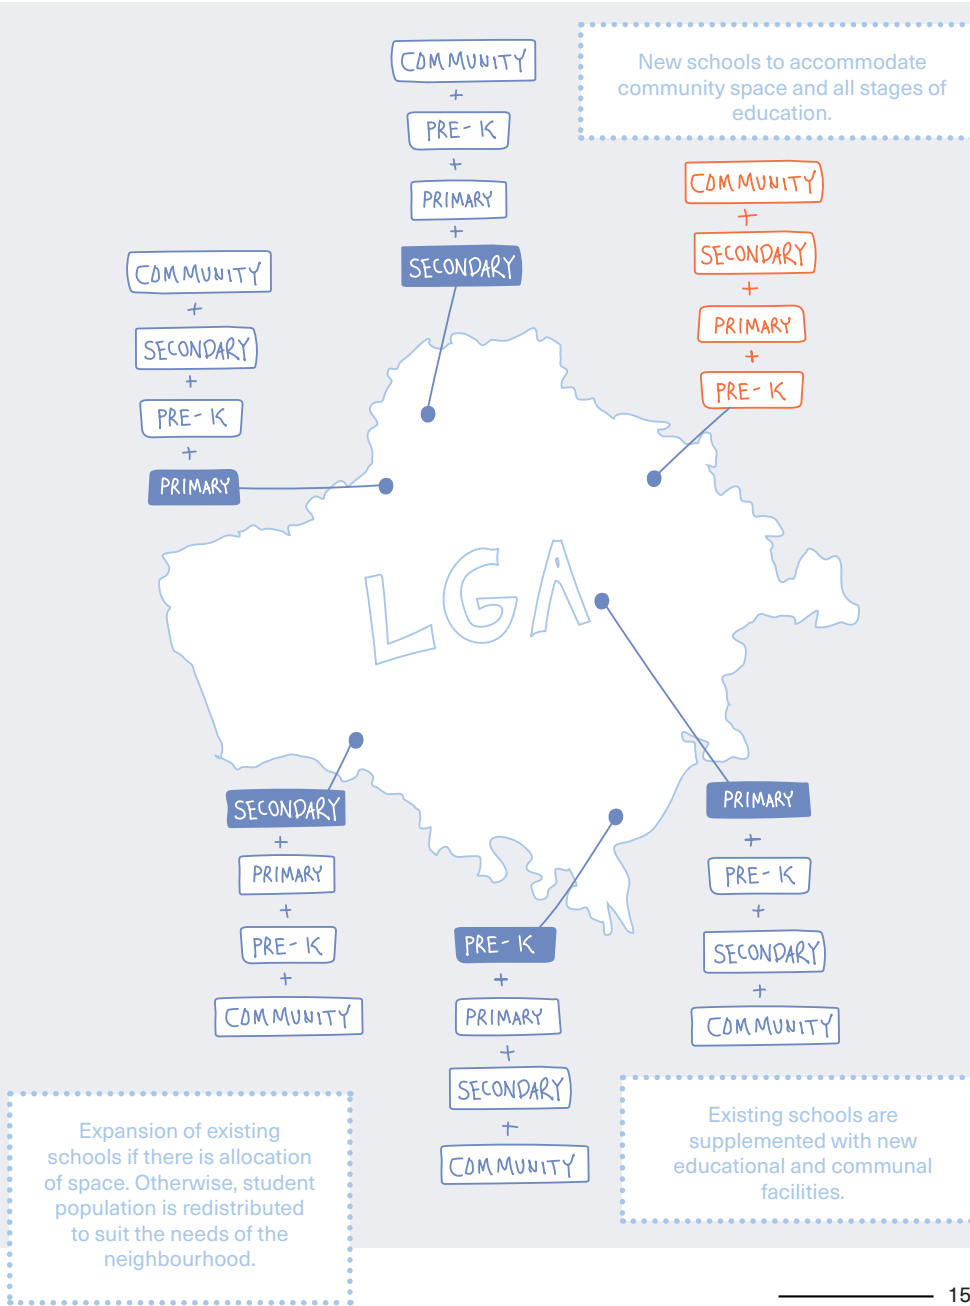 COMMUNITY
+
PRE-K
+
PRIMARY
+
SECONDARY
New schools to accommodate
community space and all stages of
education.
COMMUNITY
+
SECONDARY
+
PRIMARY
+
PRE-K
COMMUNITY
+
SECONDARY
+
PRE-K
+
PRIMARY
LGA
SECONDARY
+
PRIMARY
+
PRE-K
+
COMMUNITY
PRE-K
+
PRIMARY
+
SECONDARY
+
COMMUNITY
PRIMARY
+
PRE-K
+
SECONDARY
+
COMMUNITY
Expansion of existing
schools if there is allocation
of space. Otherwise, student
population is redistributed
to suit the needs of the
neighbourhood.
Existing schools are
supplemented with new
educational and communal
facilities.
15